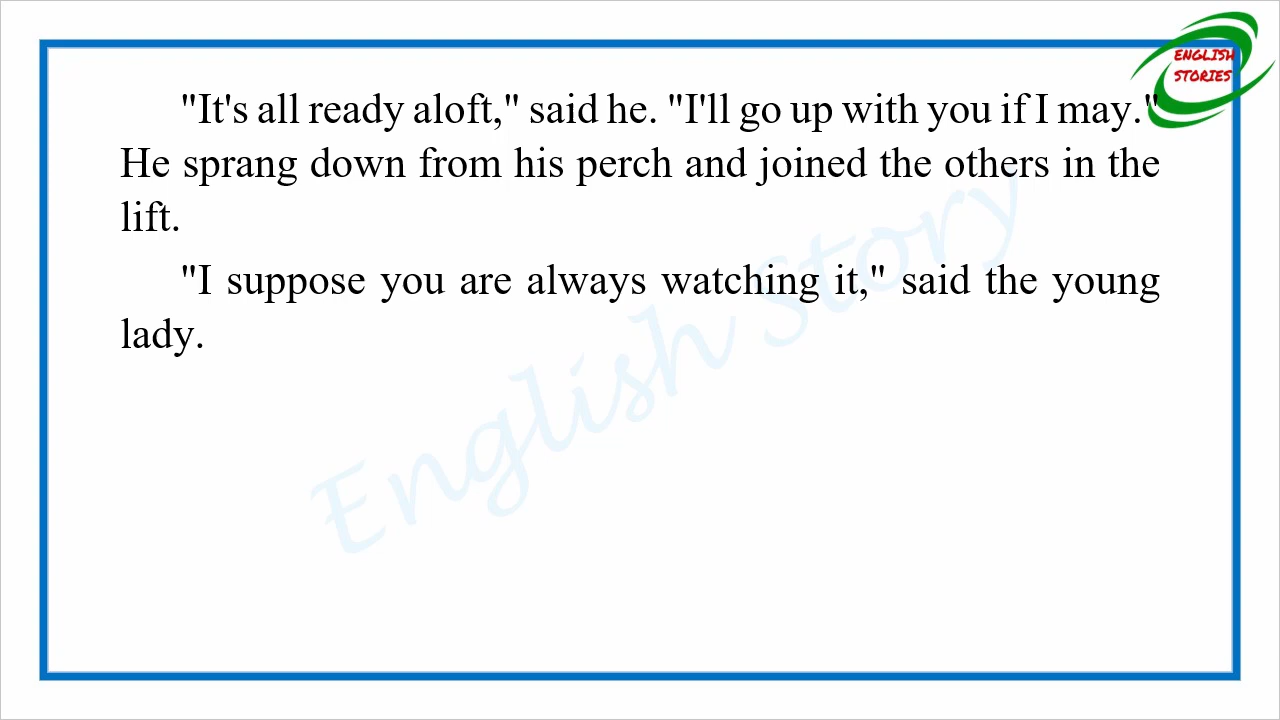 ENGLISH
STORIES
"It's all ready aloft," said he. "I'll go up with you if I may."
He sprang down from his perch and joined the others in the
lift.
"I suppose you are always watching it," said the young
lady.
English Story